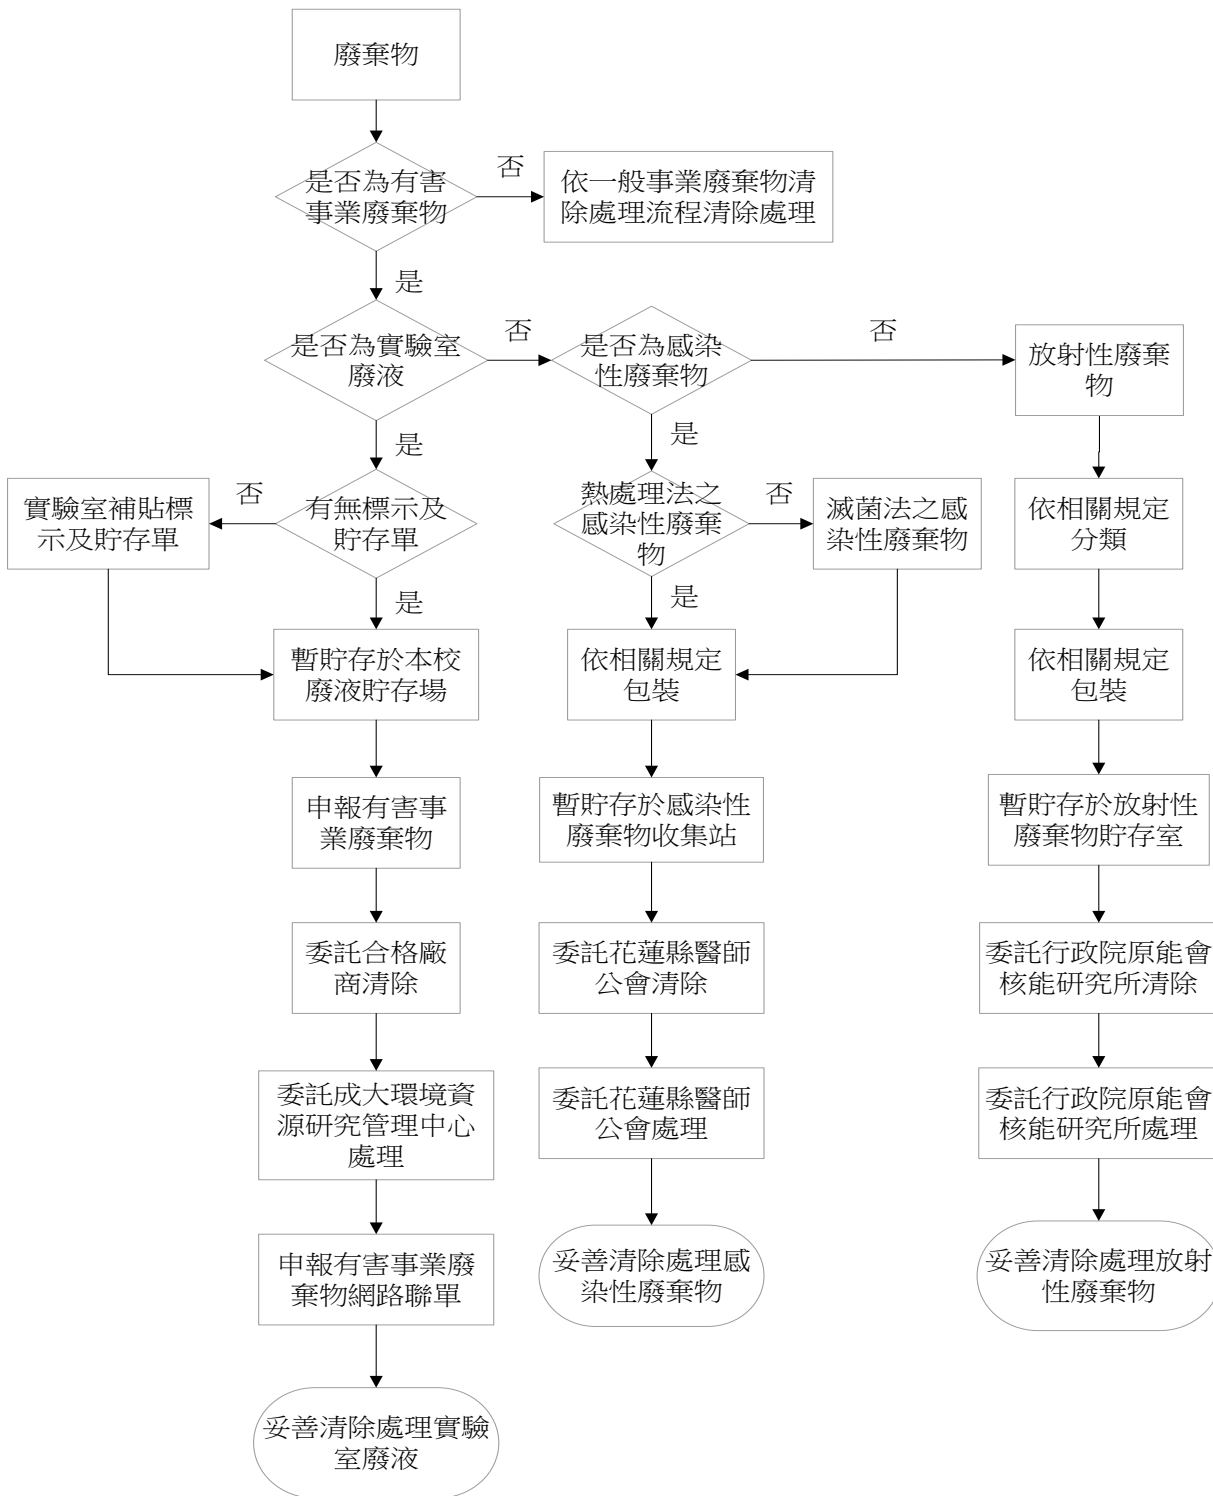 廢棄物
是否為有害
事業廢棄物
否
依一般事業廢棄物清
除處理流程清除處理
是
是否為實驗室
廢液
否
是否為感染
性廢棄物
否
放射性廢棄
物
是
是
實驗室補貼標
示及貯存單
否
有無標示及
貯存單
熱處理法之
感染性廢棄
物
否
滅菌法之感
染性廢棄物
依相關規定
分類
是
是
暫貯存於本校
廢液貯存場
依相關規定
包裝
依相關規定
包裝
申報有害事
業廢棄物
暫貯存於感染性
廢棄物收集站
暫貯存於放射性
廢棄物貯存室
委託合格廠
商清除
委託花蓮縣醫師
公會清除
委託行政院原能會
核能研究所清除
委託成大環境資
源研究管理中心
處理
委託花蓮縣醫師
公會處理
委託行政院原能會
核能研究所處理
申報有害事業廢
棄物網路聯單
妥善清除處理感
染性廢棄物
妥善清除處理放射
性廢棄物
妥善清除處理實驗
室廢液